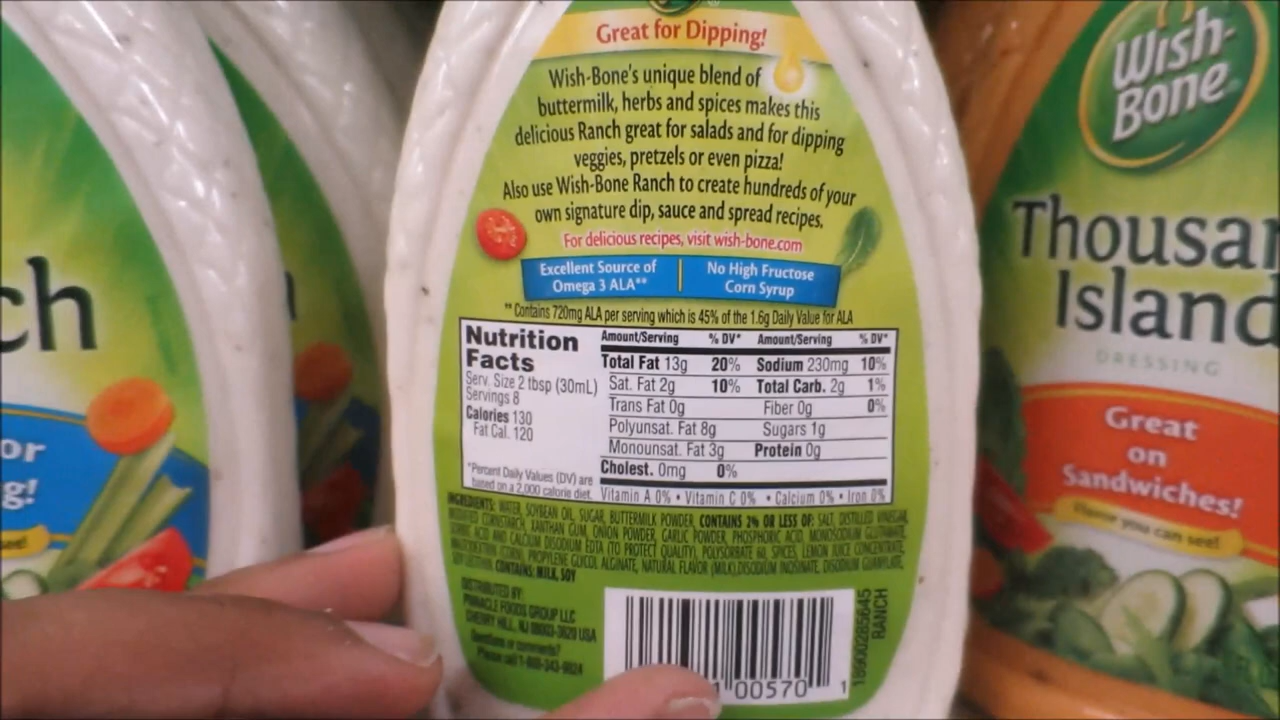 Great for Dipping!
Wish-Bone's unique blend of
buttermilk, herbs and spices makes this
delicious Ranch great for salads and for dipping
veggies, pretzels or even pizza!
Also use Wish-Bone Ranch to create hundreds of your
own signature dip, sauce and spread recipes.
For delicious recipes, visit wish-bone.com
Excellent Source of
Omega 3 ALA**
No High Fructose
Corn Syrup
** Contains 720mg ALA per serving which is 45% of the 1.6g Daily Value for ALA
Nutrition
Facts
Serv. Size 2 tbsp (30mL)
Servings 8
Calories 130
Fat Cal. 120
*Percent Daily Values (DV) are
based on a 2,000 calorie diet.
Amount/Serving % DV* Amount/Serving % DV*
Total Fat 13g 20% Sodium 230mg 10%
Sat. Fat 2g 10% Total Carb. 2g 1%
Trans Fat 0g Fiber 0g 0%
Polyunsat. Fat 8g Sugars 1g
Monounsat. Fat 3g Protein 0g
Cholest. 0mg 0%
Vitamin A 0% • Vitamin C 0% • Calcium 0% • Iron 0%
INGREDIENTS: WATER, SOYBEAN OIL, SUGAR, BUTTERMILK POWDER, CONTAINS 2% OR LESS OF: SALT, DISTILLED VINEGAR,
MODIFIED CORNSTARCH, XANTHAN GUM, ONION POWDER, GARLIC POWDER, PHOSPHORIC ACID, MONOSODIUM GLUTAMATE,
ACID AND CALCIUM DISODIUM EDTA (TO PROTECT QUALITY), POLYSORBATE 60, SPICES, LEMON JUICE CONCENTRATE,
PROPYLENE GLYCOL ALGINATE, NATURAL FLAVOR (MILK), DISODIUM INOSINATE, DISODIUM GUANYLATE,
CONTAINS: MILK, SOY
DISTRIBUTED BY
PINNACLE FOODS GROUP LLC
CHERRY HILL, NJ USA
Questions or comments?
Please call
00570 1
18900285645
RANCH
ch
or
g!
see!
Wish-
Bone
Thousan
Island
DRESSING
Great
on
Sandwiches!
flavor you can see!